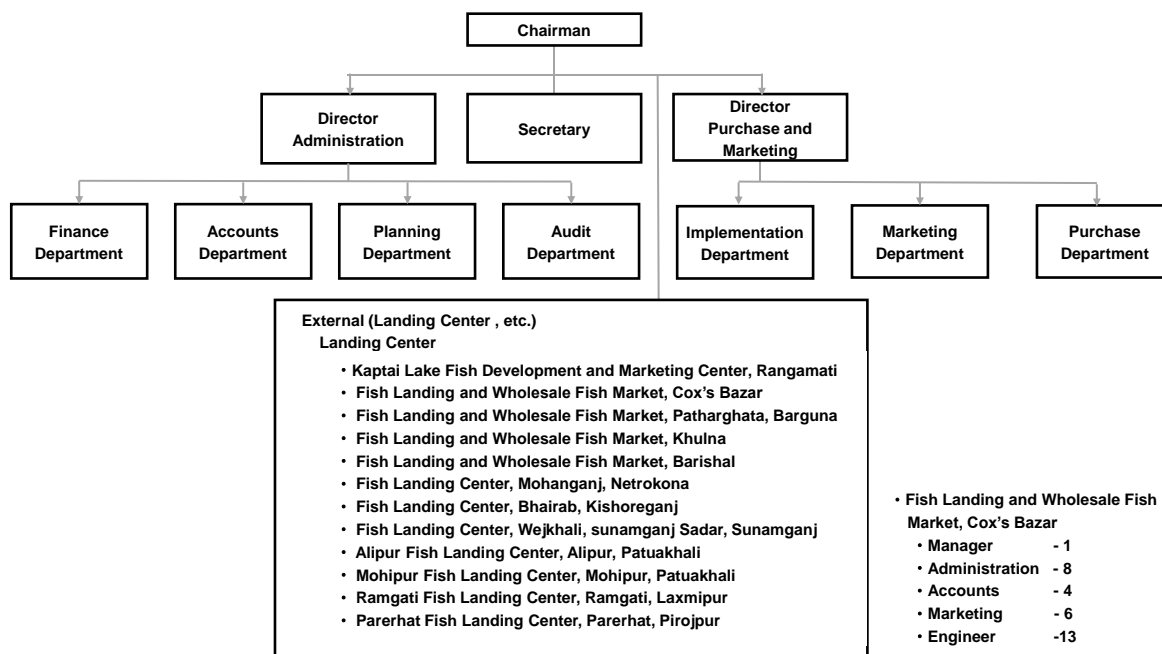 Chairman
Director
Administration
Secretary
Director
Purchase and
Marketing
Finance
Department
Accounts
Department
Planning
Department
Audit
Department
Implementation
Department
Marketing
Department
Purchase
Department
External (Landing Center , etc.)
Landing Center
・Kaptai Lake Fish Development and Marketing Center, Rangamati
・ Fish Landing and Wholesale Fish Market, Cox’s Bazar
・ Fish Landing and Wholesale Fish Market, Patharghata, Barguna
・ Fish Landing and Wholesale Fish Market, Khulna
・ Fish Landing and Wholesale Fish Market, Barishal
・ Fish Landing Center, Mohanganj, Netrokona
・ Fish Landing Center, Bhairab, Kishoreganj
・ Fish Landing Center, Wejkhali, sunamganj Sadar, Sunamganj
・ Alipur Fish Landing Center, Alipur, Patuakhali
・ Mohipur Fish Landing Center, Mohipur, Patuakhali
・ Ramgati Fish Landing Center, Ramgati, Laxmipur
・ Parerhat Fish Landing Center, Parerhat, Pirojpur
・Fish Landing and Wholesale Fish
Market, Cox’s Bazar
・Manager - 1
・Administration - 8
・Accounts - 4
・Marketing - 6
・Engineer -13